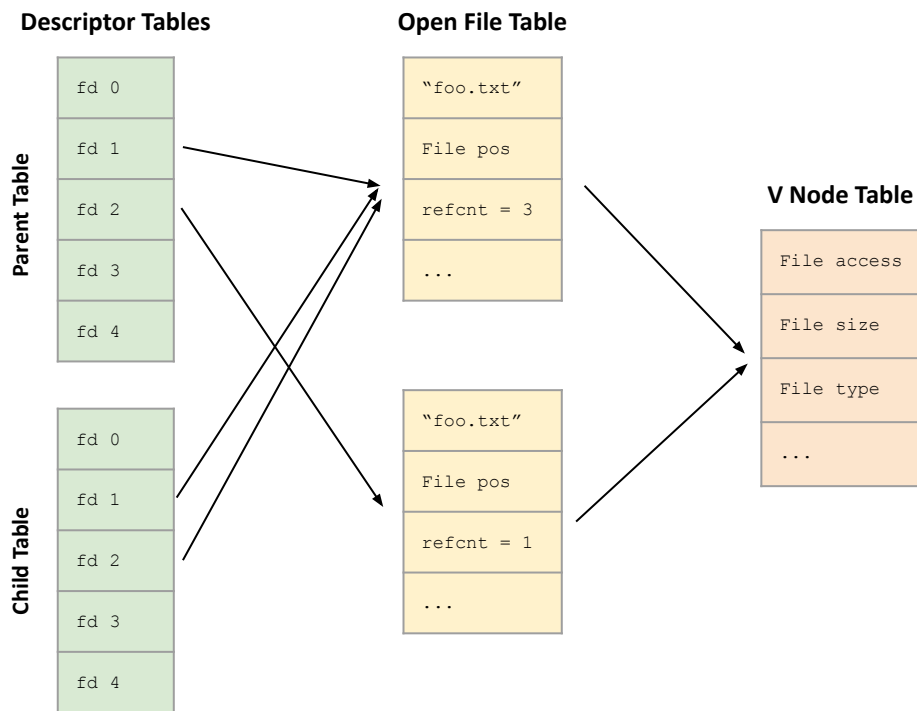 Descriptor Tables
Parent Table
fd 0
fd 1
fd 2
fd 3
fd 4
Child Table
fd 0
fd 1
fd 2
fd 3
fd 4
Open File Table
“foo.txt”
File pos
refcnt = 3
...
“foo.txt”
File pos
refcnt = 1
...
V Node Table
File access
File size
File type
...